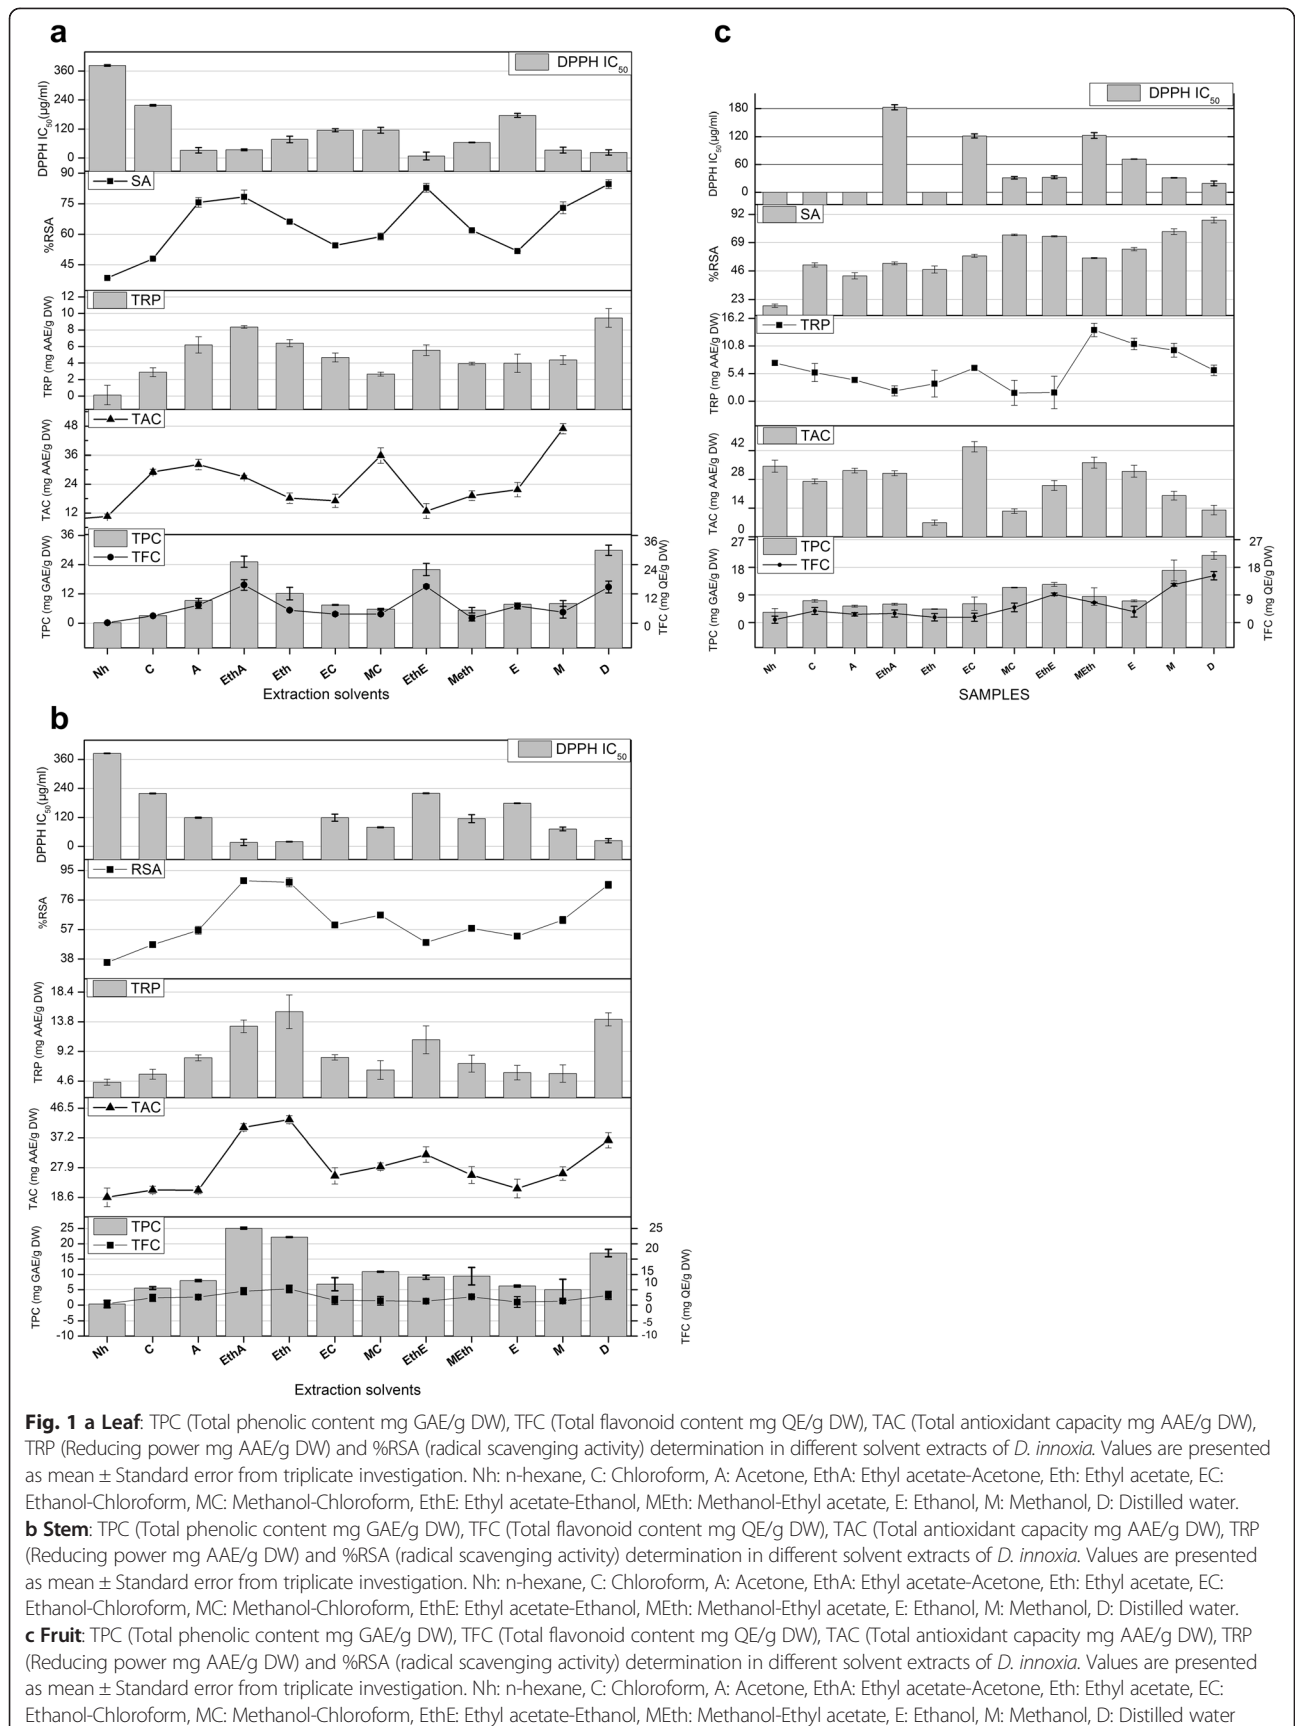 a
DPPH IC50
360
240
120
0
DPPH IC50(µg/ml)
SA
90
75
60
45
%RSA
TRP
12
10
8
6
4
2
0
TRP (mg AAE/g DW)
TAC
48
36
24
12
TAC (mg AAE/g DW)
TPC
TFC
36
24
12
0
TPC (mg GAE/g DW)
36
24
12
0
TFC (mg QE/g DW)
Nh C A EthA Eth EC MC EthE Meth E M D
Extraction solvents
c
DPPH IC50
180
120
60
0
DPPH IC50(µg/ml)
SA
92
69
46
23
%RSA
TRP
16.2
10.8
5.4
0.0
TRP (mg AAE/g DW)
TAC
42
28
14
0
TAC (mg AAE/g DW)
TPC
TFC
27
18
9
0
TPC (mg GAE/g DW)
27
18
9
0
TFC (mg QE/g DW)
Nh C A EthA Eth EC MC EthE MEth E M D
SAMPLES
b
DPPH IC50
360
240
120
0
DPPH IC50(µg/ml)
RSA
95
76
57
38
%RSA
TRP
18.4
13.8
9.2
4.6
TRP (mg AAE/g DW)
TAC
46.5
37.2
27.9
18.6
TAC (mg AAE/g DW)
TPC
TFC
25
20
15
10
5
0
-5
-10
TPC (mg GAE/g DW)
25
20
15
10
5
0
-5
-10
TFC (mg QE/g DW)
Nh C A EthA Eth EC MC EthE MEth E M D
Extraction solvents
Fig. 1 a Leaf: TPC (Total phenolic content mg GAE/g DW), TFC (Total flavonoid content mg QE/g DW), TAC (Total antioxidant capacity mg AAE/g DW),
TRP (Reducing power mg AAE/g DW) and %RSA (radical scavenging activity) determination in different solvent extracts of D. innoxia. Values are presented
as mean ± Standard error from triplicate investigation. Nh: n-hexane, C: Chloroform, A: Acetone, EthA: Ethyl acetate-Acetone, Eth: Ethyl acetate, EC:
Ethanol-Chloroform, MC: Methanol-Chloroform, EthE: Ethyl acetate-Ethanol, MEth: Methanol-Ethyl acetate, E: Ethanol, M: Methanol, D: Distilled water.
b Stem: TPC (Total phenolic content mg GAE/g DW), TFC (Total flavonoid content mg QE/g DW), TAC (Total antioxidant capacity mg AAE/g DW), TRP
(Reducing power mg AAE/g DW) and %RSA (radical scavenging activity) determination in different solvent extracts of D. innoxia. Values are presented
as mean ± Standard error from triplicate investigation. Nh: n-hexane, C: Chloroform, A: Acetone, EthA: Ethyl acetate-Acetone, Eth: Ethyl acetate, EC:
Ethanol-Chloroform, MC: Methanol-Chloroform, EthE: Ethyl acetate-Ethanol, MEth: Methanol-Ethyl acetate, E: Ethanol, M: Methanol, D: Distilled water.
c Fruit: TPC (Total phenolic content mg GAE/g DW), TFC (Total flavonoid content mg QE/g DW), TAC (Total antioxidant capacity mg AAE/g DW), TRP
(Reducing power mg AAE/g DW) and %RSA (radical scavenging activity) determination in different solvent extracts of D. innoxia. Values are presented
as mean ± Standard error from triplicate investigation. Nh: n-hexane, C: Chloroform, A: Acetone, EthA: Ethyl acetate-Acetone, Eth: Ethyl acetate, EC:
Ethanol-Chloroform, MC: Methanol-Chloroform, EthE: Ethyl acetate-Ethanol, MEth: Methanol-Ethyl acetate, E: Ethanol, M: Methanol, D: Distilled water